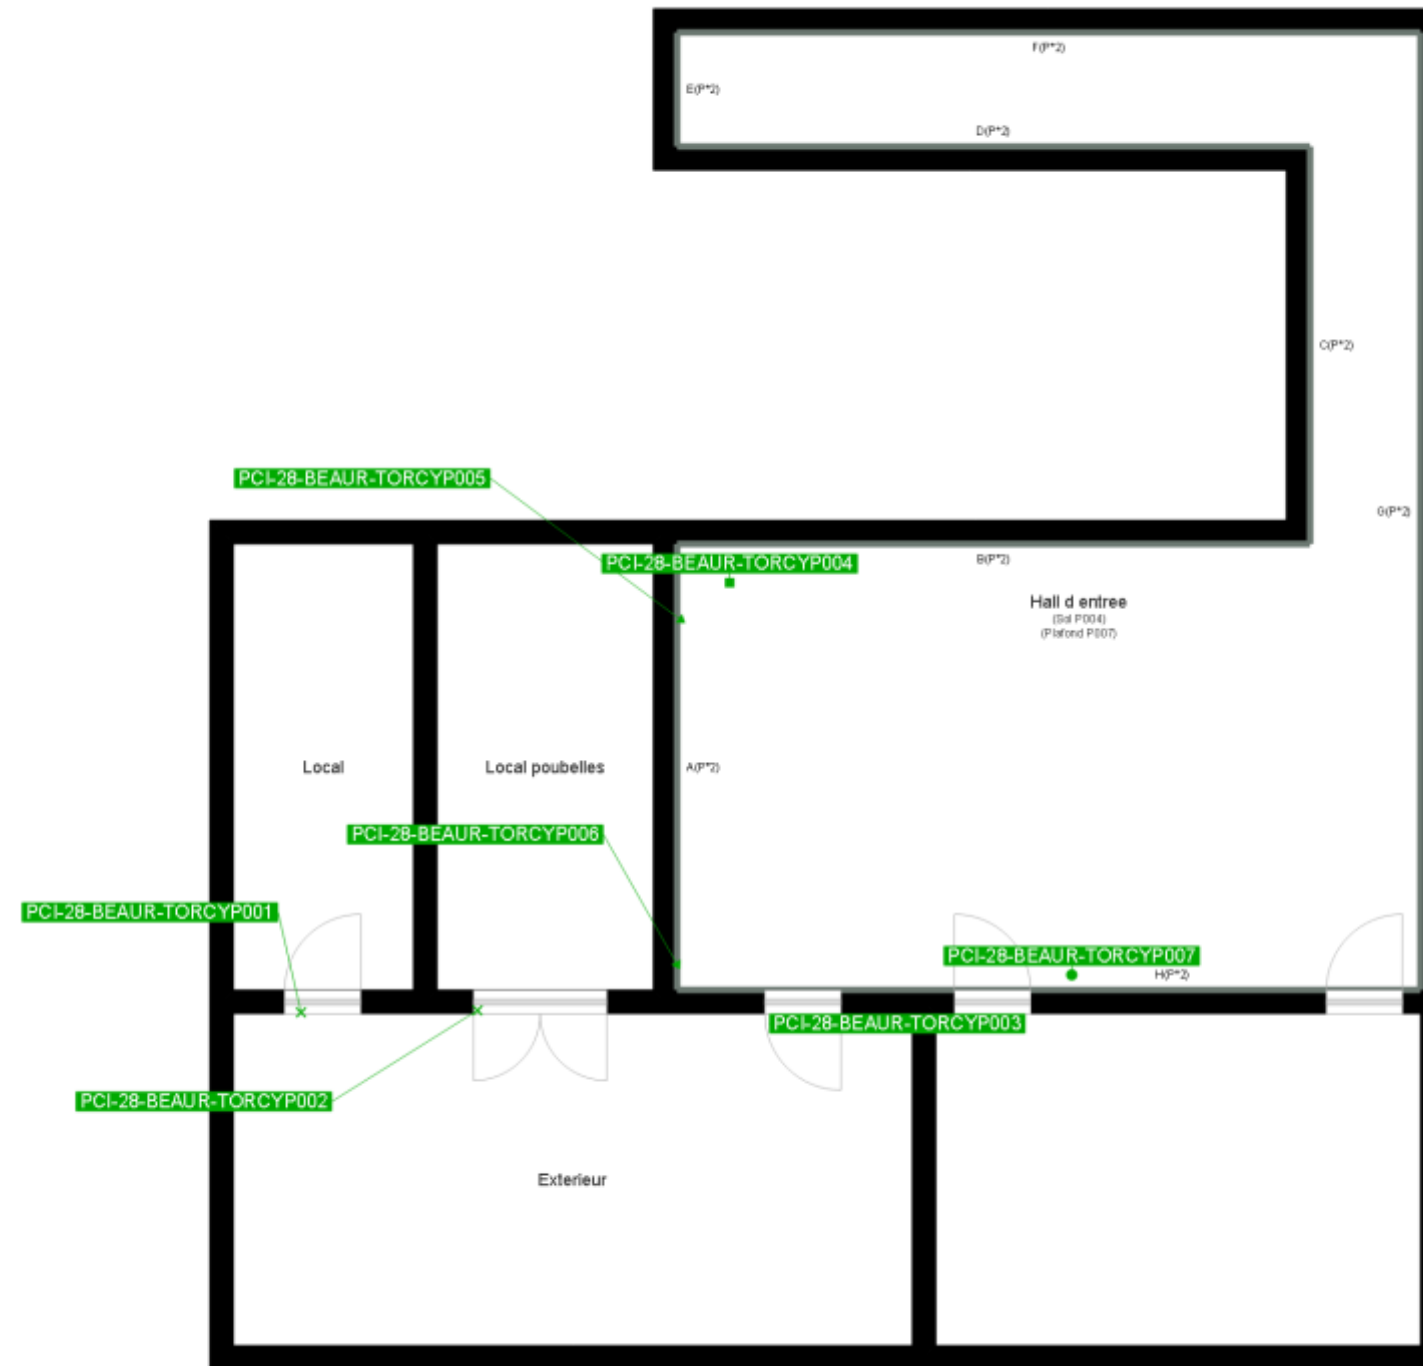 F(P*2)
E(P*2)
D(P*2)
C(P*2)
PCI-28-BEAUR-TORCYP005
G(P*2)
PCI-28-BEAUR-TORCYP004
B(P*2)
Hall d entree
(Sol P004)
(Plafond P007)
Local
Local poubelles
A(P*2)
PCI-28-BEAUR-TORCYP006
PCI-28-BEAUR-TORCYP001
PCI-28-BEAUR-TORCYP007
H(P*2)
PCI-28-BEAUR-TORCYP003
PCI-28-BEAUR-TORCYP002
Exterieur